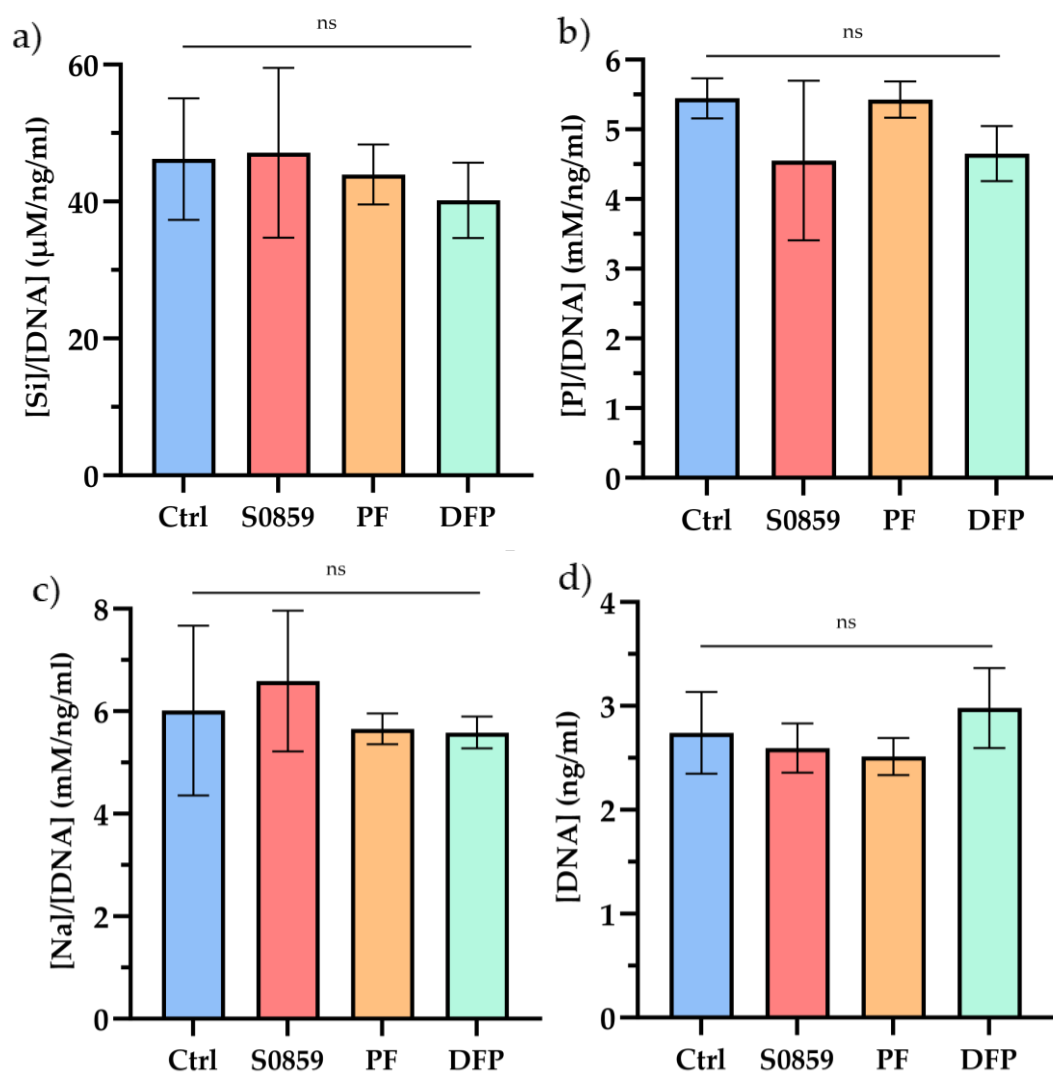 a)
ns
[Si]/[DNA] (µM/ng/ml)
60
40
20
0
Ctrl S0859 PF DFP
b)
ns
[P]/[DNA] (mM/ng/ml)
6
5
4
3
2
1
0
Ctrl S0859 PF DFP
c)
ns
[Na]/[DNA] (mM/ng/ml)
8
6
4
2
0
Ctrl S0859 PF DFP
d)
ns
[DNA] (ng/ml)
4
3
2
1
0
Ctrl S0859 PF DFP